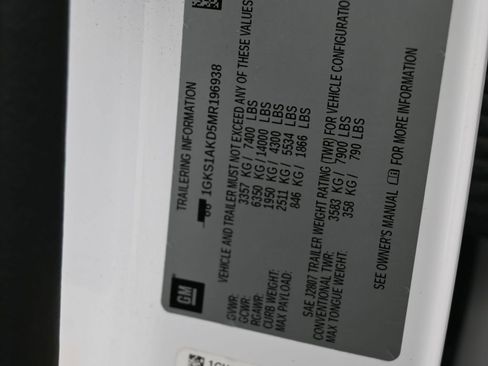 GM
TRAILERING INFORMATION
1GKS1AKD5MR196938
VEHICLE AND TRAILER MUST NOT EXCEED ANY OF THESE VALUES
GVWR: 3357 KG / 7400 LBS
GCWR: 6350 KG / 14000 LBS
RGAWR: 1950 KG / 4300 LBS
CURB WEIGHT: 2511 KG / 5534 LBS
MAX PAYLOAD: 846 KG / 1866 LBS
SAE J2807 TRAILER WEIGHT RATING (TWR) FOR VEHICLE CONFIGURATION
CONVENTIONAL TWR: 3583 KG / 7900 LBS
MAX TONGUE WEIGHT: 358 KG / 790 LBS
SEE OWNER'S MANUAL FOR MORE INFORMATION